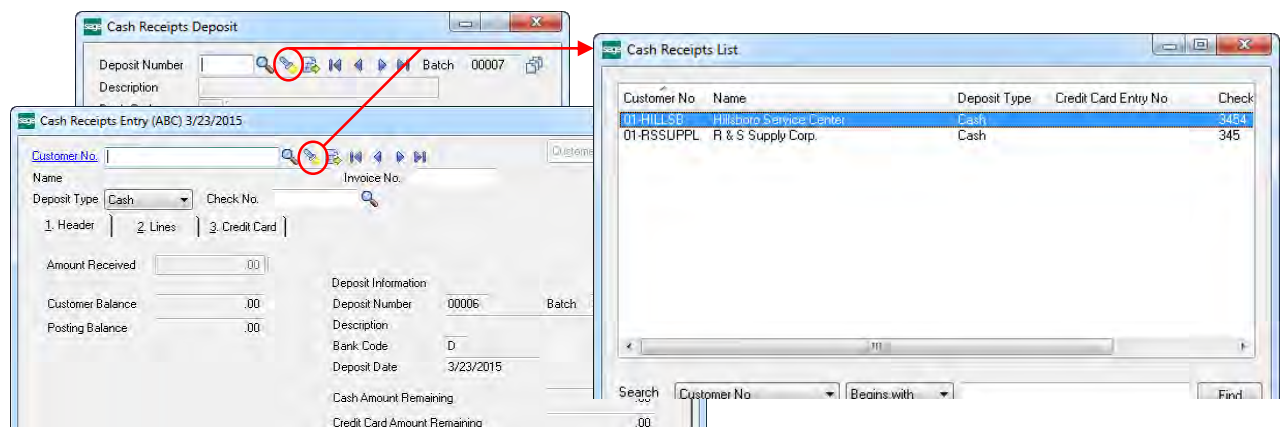 sage Cash Receipts Deposit
Deposit Number
Batch 00007
Description
sage Cash Receipts Entry (ABC) 3/23/2015
Customer No.
Custome
Name
Invoice No.
Deposit Type Cash Check No.
1. Header 2. Lines 3. Credit Card
Amount Received .00
Customer Balance .00
Posting Balance .00
Deposit Information
Deposit Number 00006 Batch
Description
Bank Code D
Deposit Date 3/23/2015
Cash Amount Remaining .00
Credit Card Amount Remaining .00
sage Cash Receipts List
Customer No Name Deposit Type Credit Card Entry No Check
01-HILLSB Hillsboro Service Center Cash 3454
01-RSSUPPL R & S Supply Corp. Cash 345
Search Customer No Begins with Find